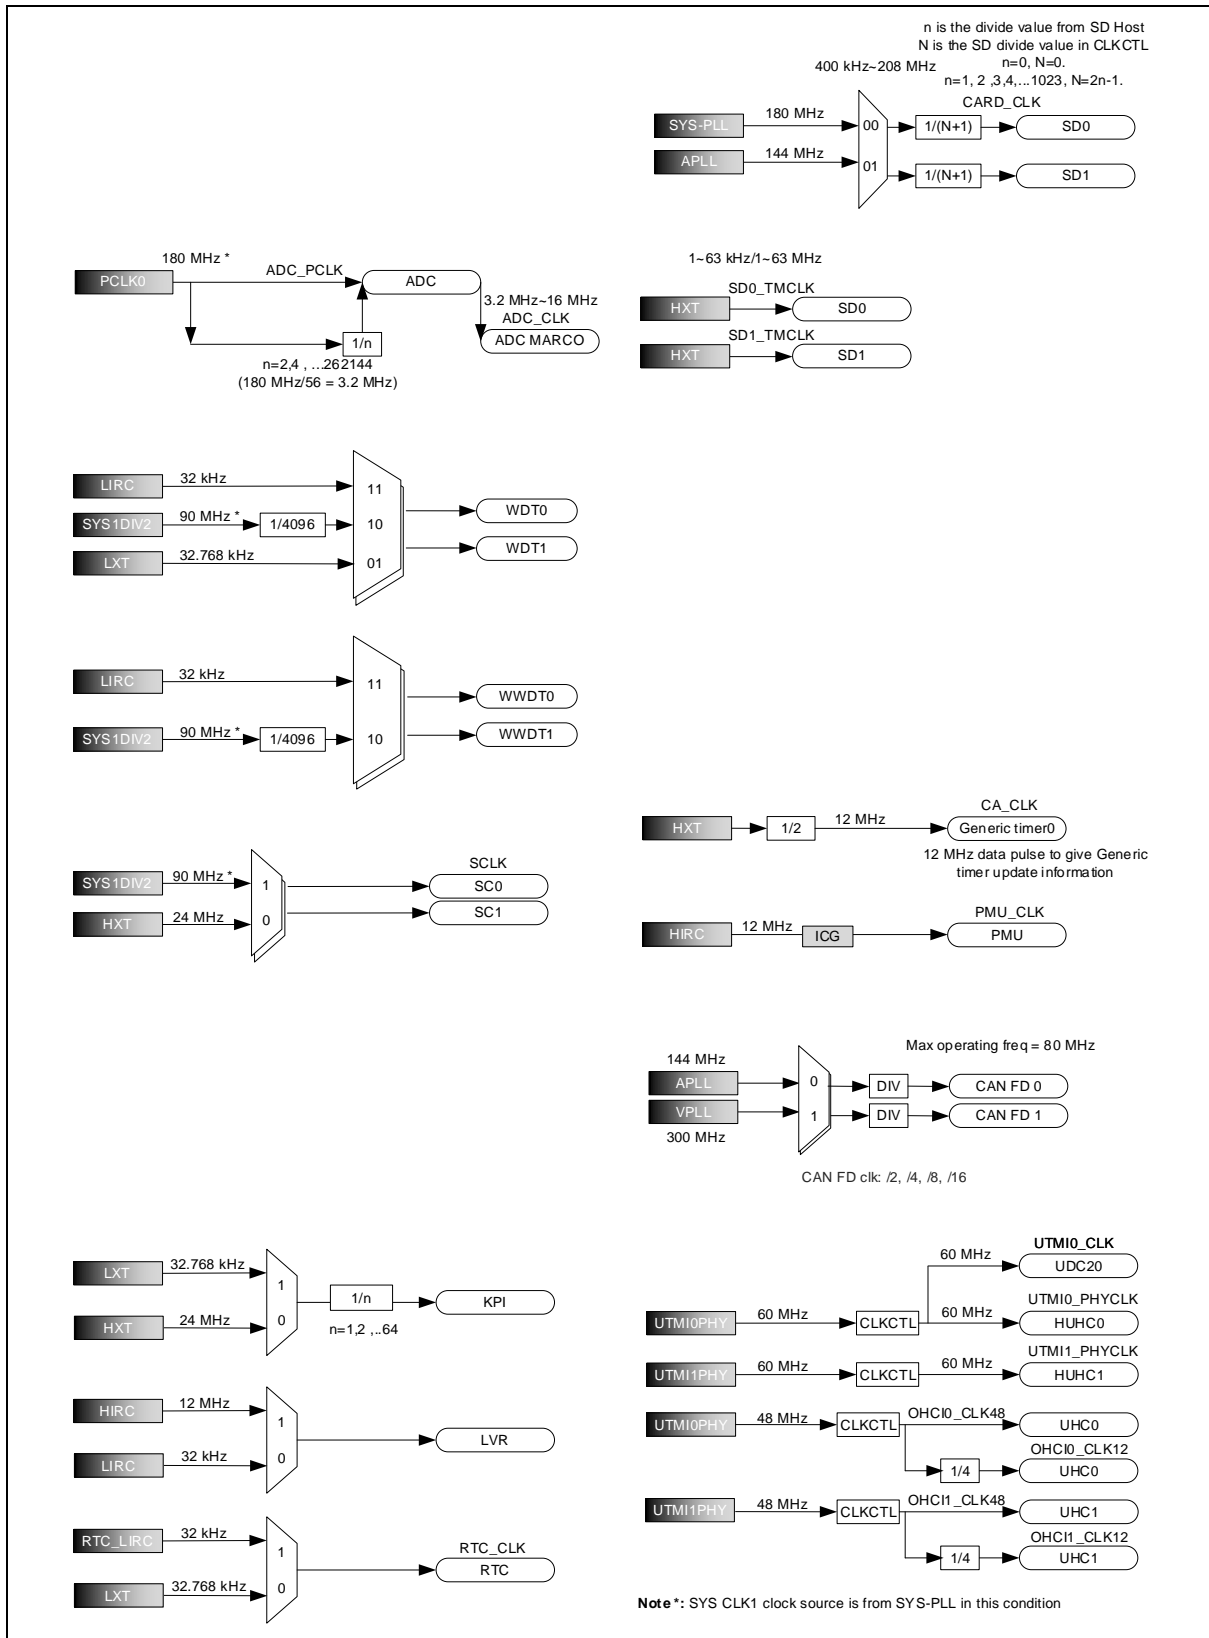 n is the divide value from SD Host
N is the SD divide value in CLKCTL
n=0, N=0.
n=1, 2 ,3,4,...1023, N=2n-1.
400 kHz~208 MHz
CARD_CLK
SYS-PLL
180 MHz
00
1/(N+1)
SD0
APLL
144 MHz
01
1/(N+1)
SD1
180 MHz *
PCLK0
ADC_PCLK
ADC
3.2 MHz~16 MHz
ADC_CLK
ADC MARCO
1/n
n=2,4 , ...262144
(180 MHz/56 = 3.2 MHz)
1~63 kHz/1~63 MHz
SD0_TMCLK
HXT
SD0
SD1_TMCLK
HXT
SD1
LIRC
32 kHz
11
SYS1DIV2
90 MHz *
1/4096
10
LXT
32.768 kHz
01
WDT0
WDT1
LIRC
32 kHz
11
SYS1DIV2
90 MHz *
1/4096
10
WWDT0
WWDT1
CA_CLK
HXT
1/2
12 MHz
Generic timer0
12 MHz data pulse to give Generic
timer update information
SCLK
SYS1DIV2
90 MHz *
1
SC0
HXT
24 MHz
0
SC1
PMU_CLK
HIRC
12 MHz
ICG
PMU
Max operating freq = 80 MHz
144 MHz
APLL
0
DIV
CAN FD 0
VPLL
1
DIV
CAN FD 1
300 MHz
CAN FD clk: /2, /4, /8, /16
LXT
32.768 kHz
1
HXT
24 MHz
0
1/n
n=1,2 ,..64
KPI
UTMI0_CLK
60 MHz
UDC20
UTMI0_PHYCLK
UTMI0PHY
60 MHz
CLKCTL
60 MHz
HUHC0
UTMI1_PHYCLK
UTMI1PHY
60 MHz
CLKCTL
60 MHz
HUHC1
HIRC
12 MHz
1
LIRC
32 kHz
0
LVR
UTMI0PHY
48 MHz
CLKCTL
OHCI0_CLK48
UHC0
OHCI0_CLK12
1/4
UHC0
UTMI1PHY
48 MHz
CLKCTL
OHCI1_CLK48
UHC1
OHCI1_CLK12
1/4
UHC1
RTC_LIRC
32 kHz
1
LXT
32.768 kHz
0
RTC_CLK
RTC
Note *: SYS CLK1 clock source is from SYS-PLL in this condition